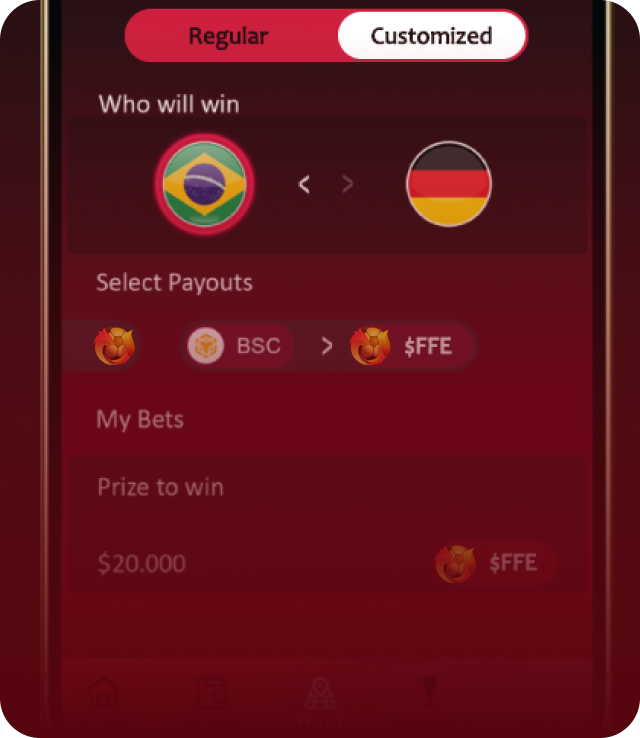 Regular Customized
Who will win
< >
Select Payouts
BSC > $FFE
My Bets
Prize to win
$20.000 $FFE